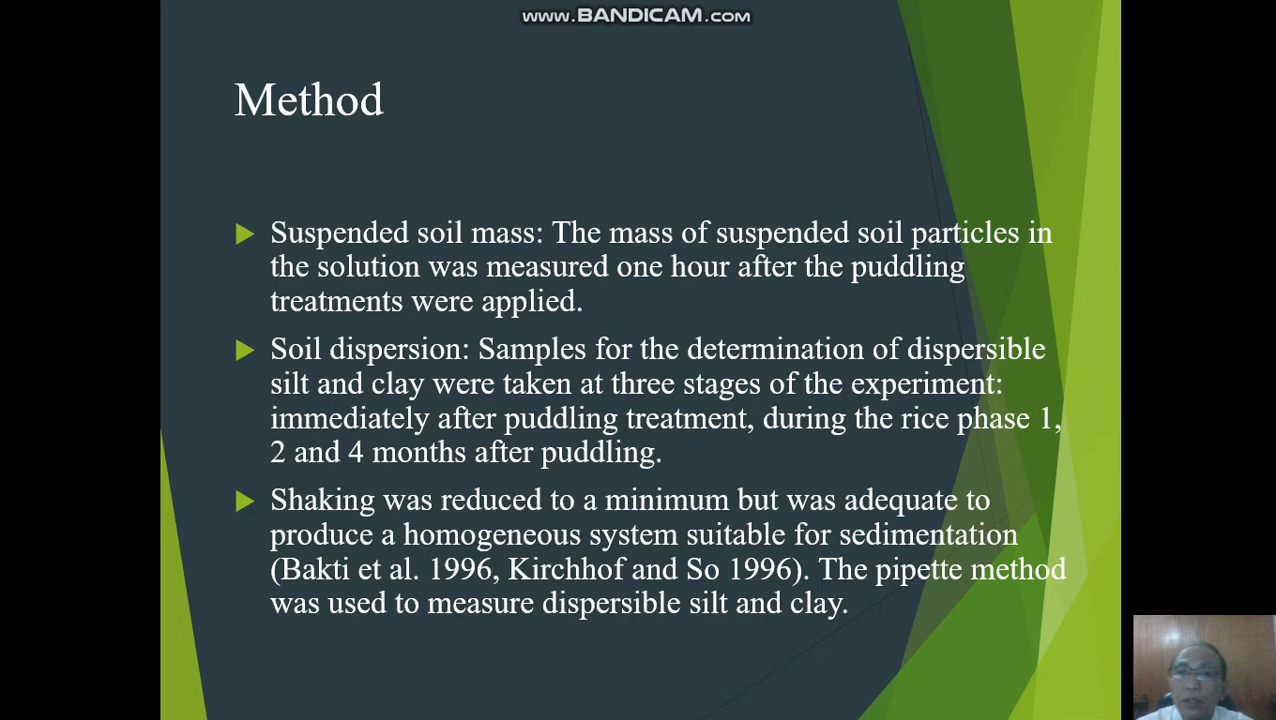 www.BANDICAM.com
Method
Suspended soil mass: The mass of suspended soil particles in
the solution was measured one hour after the puddling
treatments were applied.
Soil dispersion: Samples for the determination of dispersible
silt and clay were taken at three stages of the experiment:
immediately after puddling treatment, during the rice phase 1,
2 and 4 months after puddling.
Shaking was reduced to a minimum but was adequate to
produce a homogeneous system suitable for sedimentation
(Bakti et al. 1996, Kirchhof and So 1996). The pipette method
was used to measure dispersible silt and clay.